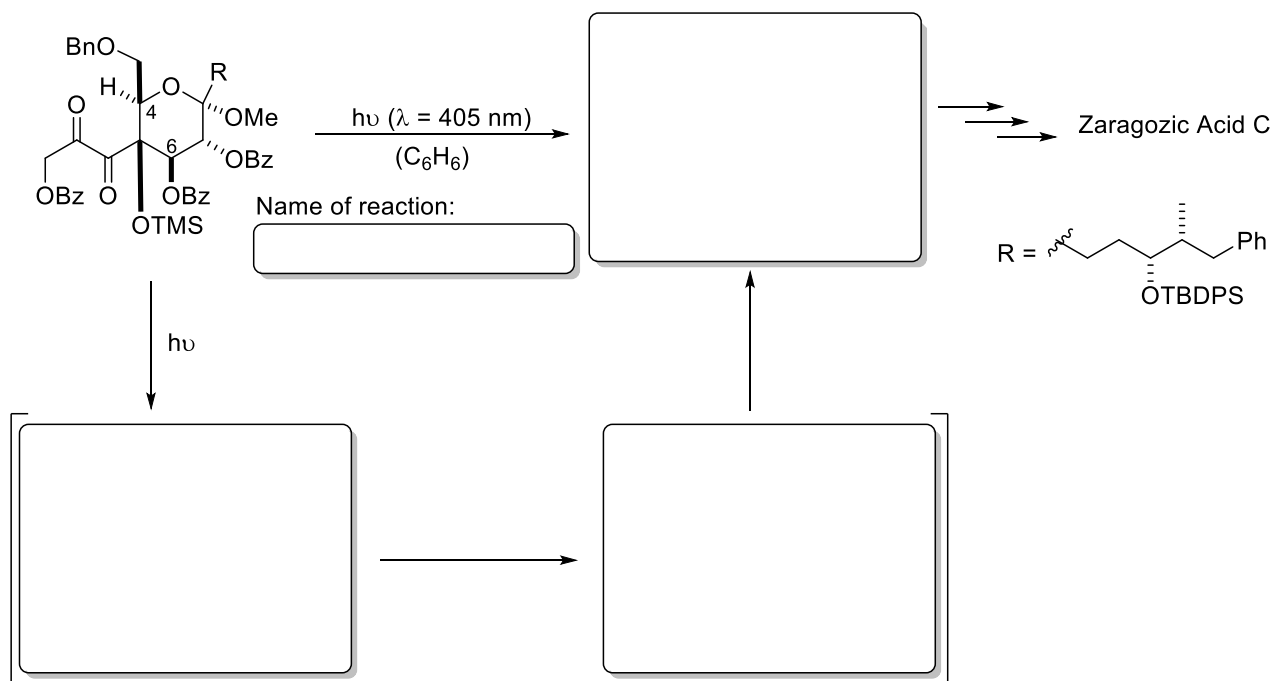 BnO
R
H
O
O
4
OMe
6
OBz
OBz
O
OBz
OTMS
hυ (λ = 405 nm)
(C₆H₆)
Name of reaction:
Zaragozic Acid C
R =
Ph
OTBDPS
hυ